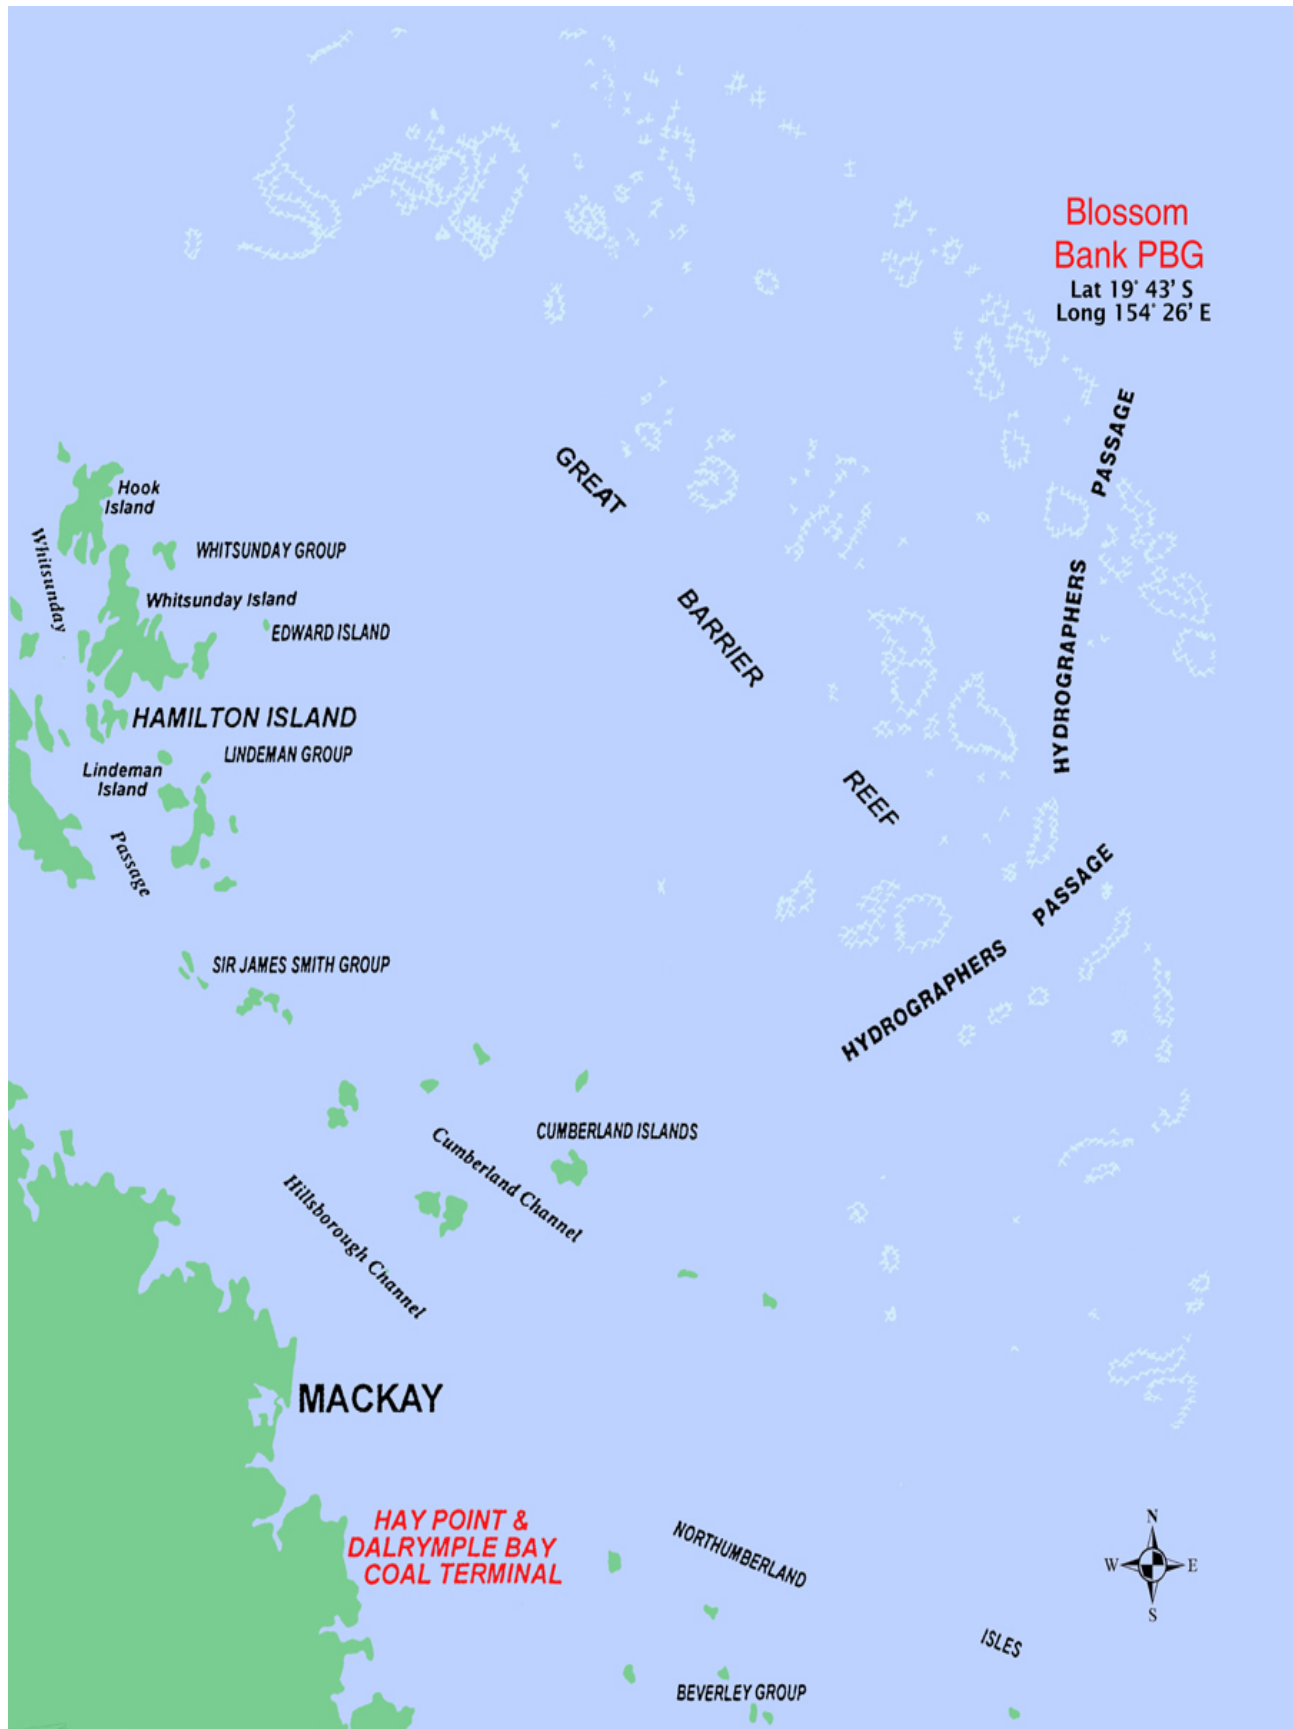 Blossom
Bank PBG
Lat 19° 43' S
Long 154° 26' E
PASSAGE
HYDROGRAPHERS
GREAT
BARRIER
REEF
Hook
Island
Whitsunday
WHITSUNDAY GROUP
Whitsunday Island
EDWARD ISLAND
HAMILTON ISLAND
LINDEMAN GROUP
Lindeman
Island
Passage
PASSAGE
HYDROGRAPHERS
SIR JAMES SMITH GROUP
CUMBERLAND ISLANDS
Cumberland Channel
Hillsborough Channel
MACKAY
HAY POINT &
DALRYMPLE BAY
COAL TERMINAL
NORTHUMBERLAND
ISLES
BEVERLEY GROUP
N
W
E
S